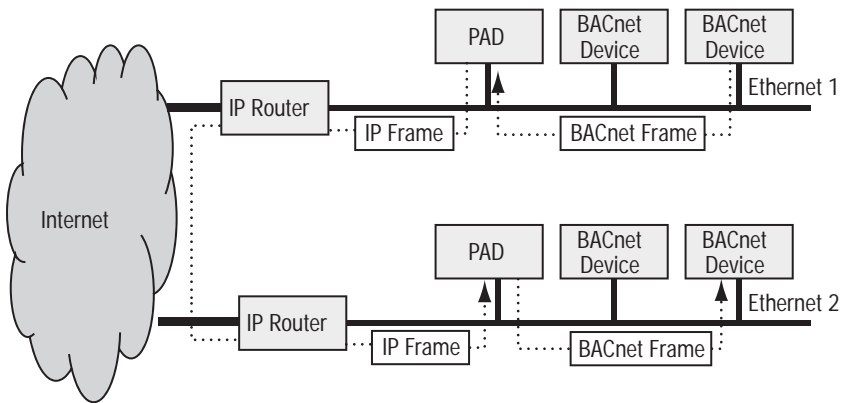 PAD
BACnet
Device
BACnet
Device
Ethernet 1
IP Router
IP Frame
BACnet Frame
Internet
PAD
BACnet
Device
BACnet
Device
Ethernet 2
IP Router
IP Frame
BACnet Frame